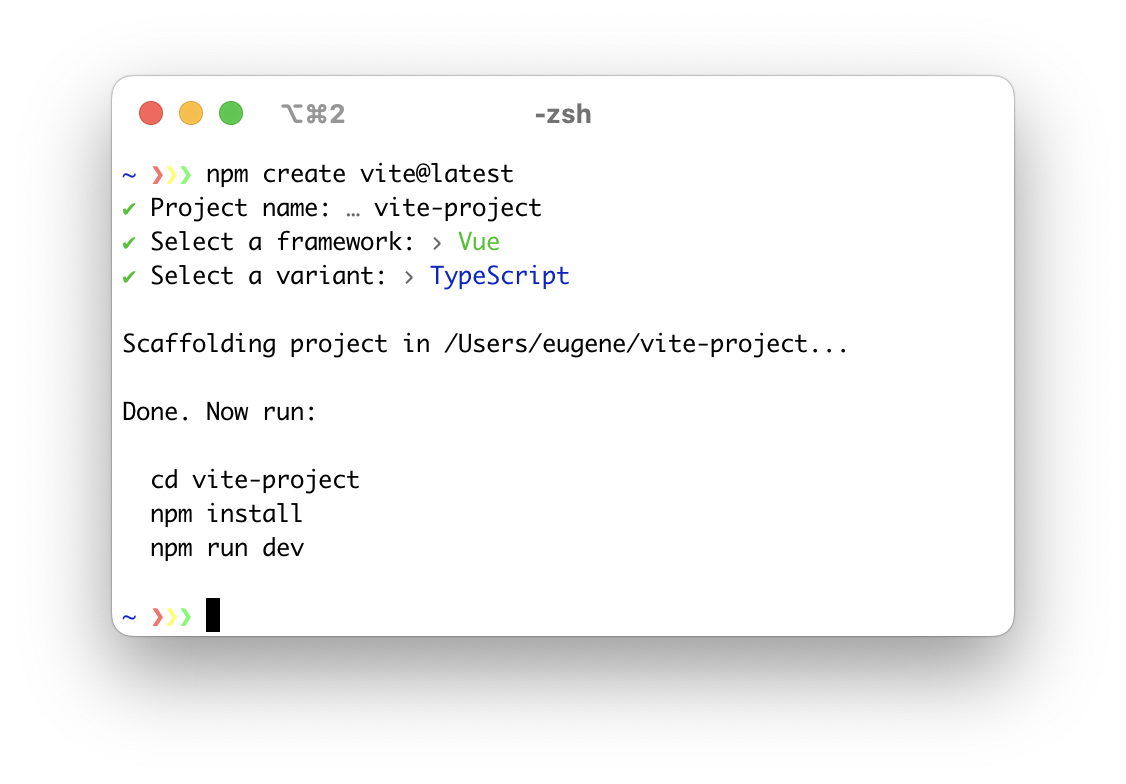 ⌥⌘2 -zsh
~ ❯❯❯ npm create vite@latest
✔ Project name: … vite-project
✔ Select a framework: › Vue
✔ Select a variant: › TypeScript
Scaffolding project in /Users/eugene/vite-project...
Done. Now run:
cd vite-project
npm install
npm run dev
~ ❯❯❯